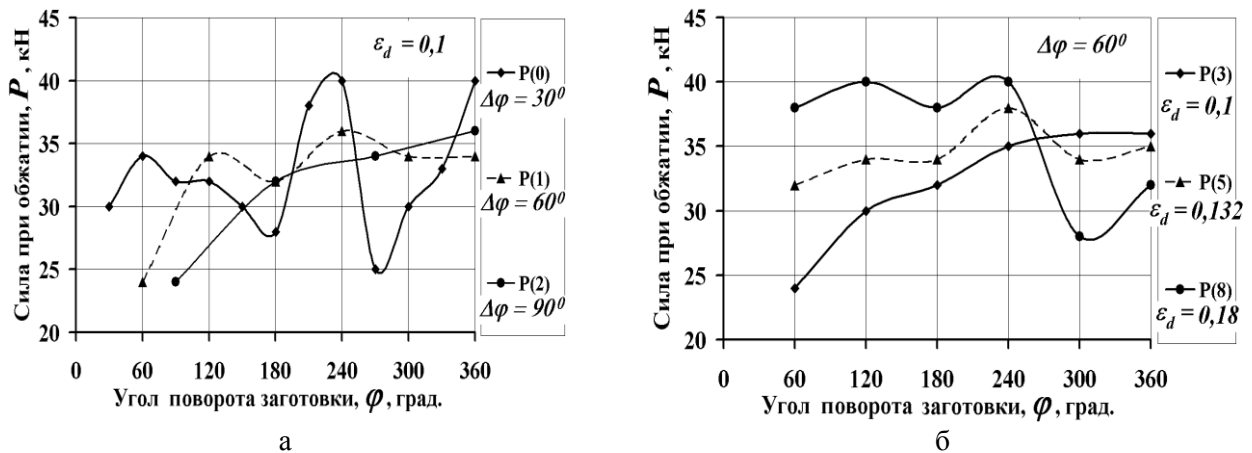 Сила при обжатии, P, кН
45
40
35
30
25
20
0 60 120 180 240 300 360
Угол поворота заготовки, φ, град.
ε_d = 0,1
P(0)
Δφ = 30⁰
P(1)
Δφ = 60⁰
P(2)
Δφ = 90⁰
а
Сила при обжатии, P, кН
45
40
35
30
25
20
0 60 120 180 240 300 360
Угол поворота заготовки, φ, град.
Δφ = 60⁰
P(3)
ε_d = 0,1
P(5)
ε_d = 0,132
P(8)
ε_d = 0,18
б